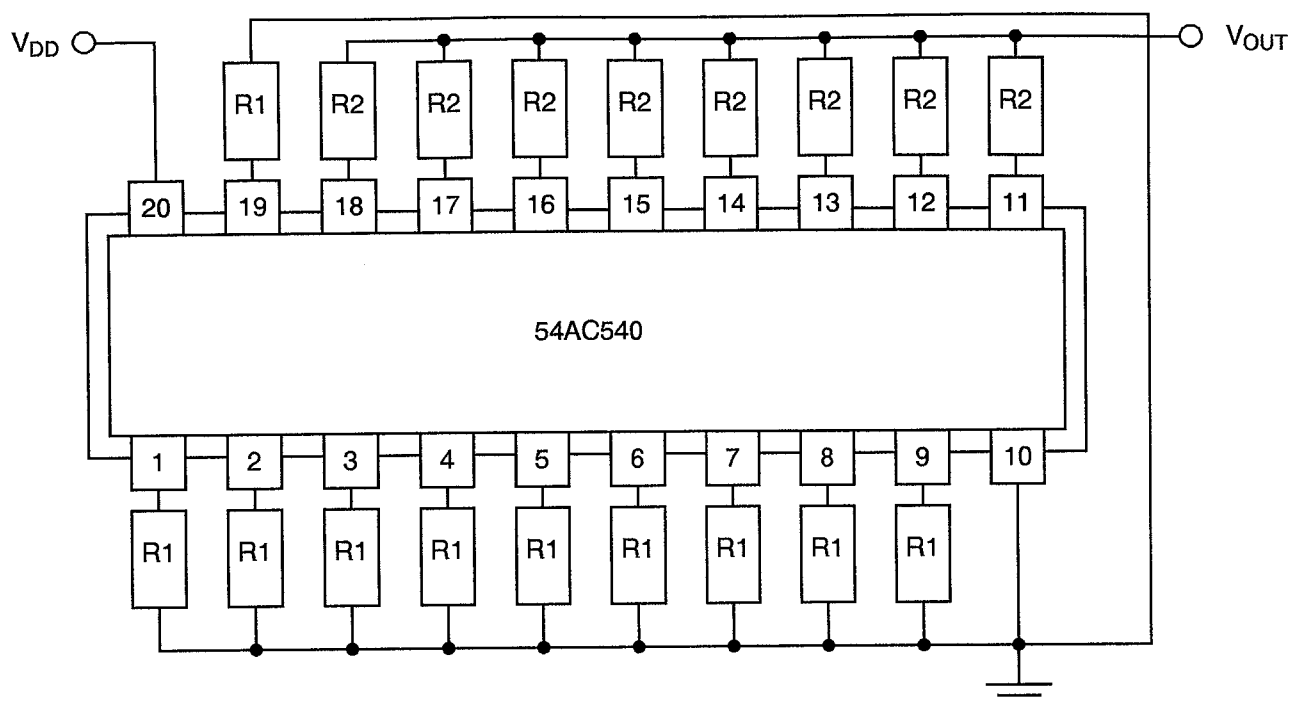 V_DD V_OUT
R1 R2 R2 R2 R2 R2 R2 R2 R2
20 19 18 17 16 15 14 13 12 11
54AC540
1 2 3 4 5 6 7 8 9 10
R1 R1 R1 R1 R1 R1 R1 R1 R1